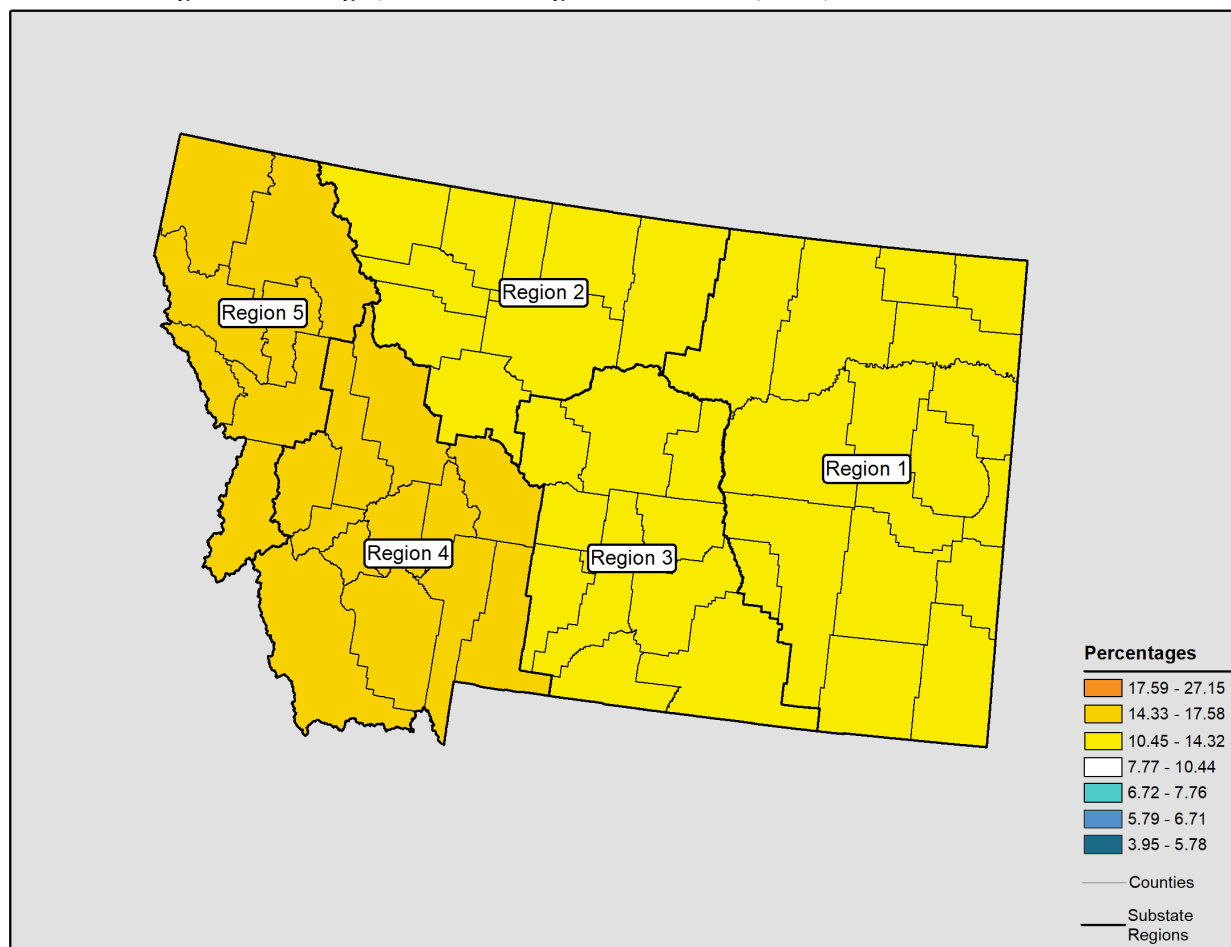 Region 2
Region 5
Region 1
Region 4
Region 3
Percentages
17.59 - 27.15
14.33 - 17.58
10.45 - 14.32
7.77 - 10.44
6.72 - 7.76
5.79 - 6.71
3.95 - 5.78
Counties
Substate
Regions